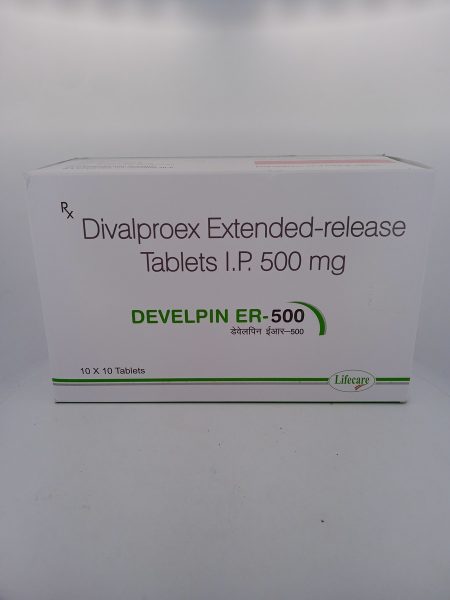 Rx
Divalproex Extended-release
Tablets I.P. 500 mg
DEVELPIN ER-500
डेवेलपिन ईआर-500
10 X 10 Tablets
Lifecare